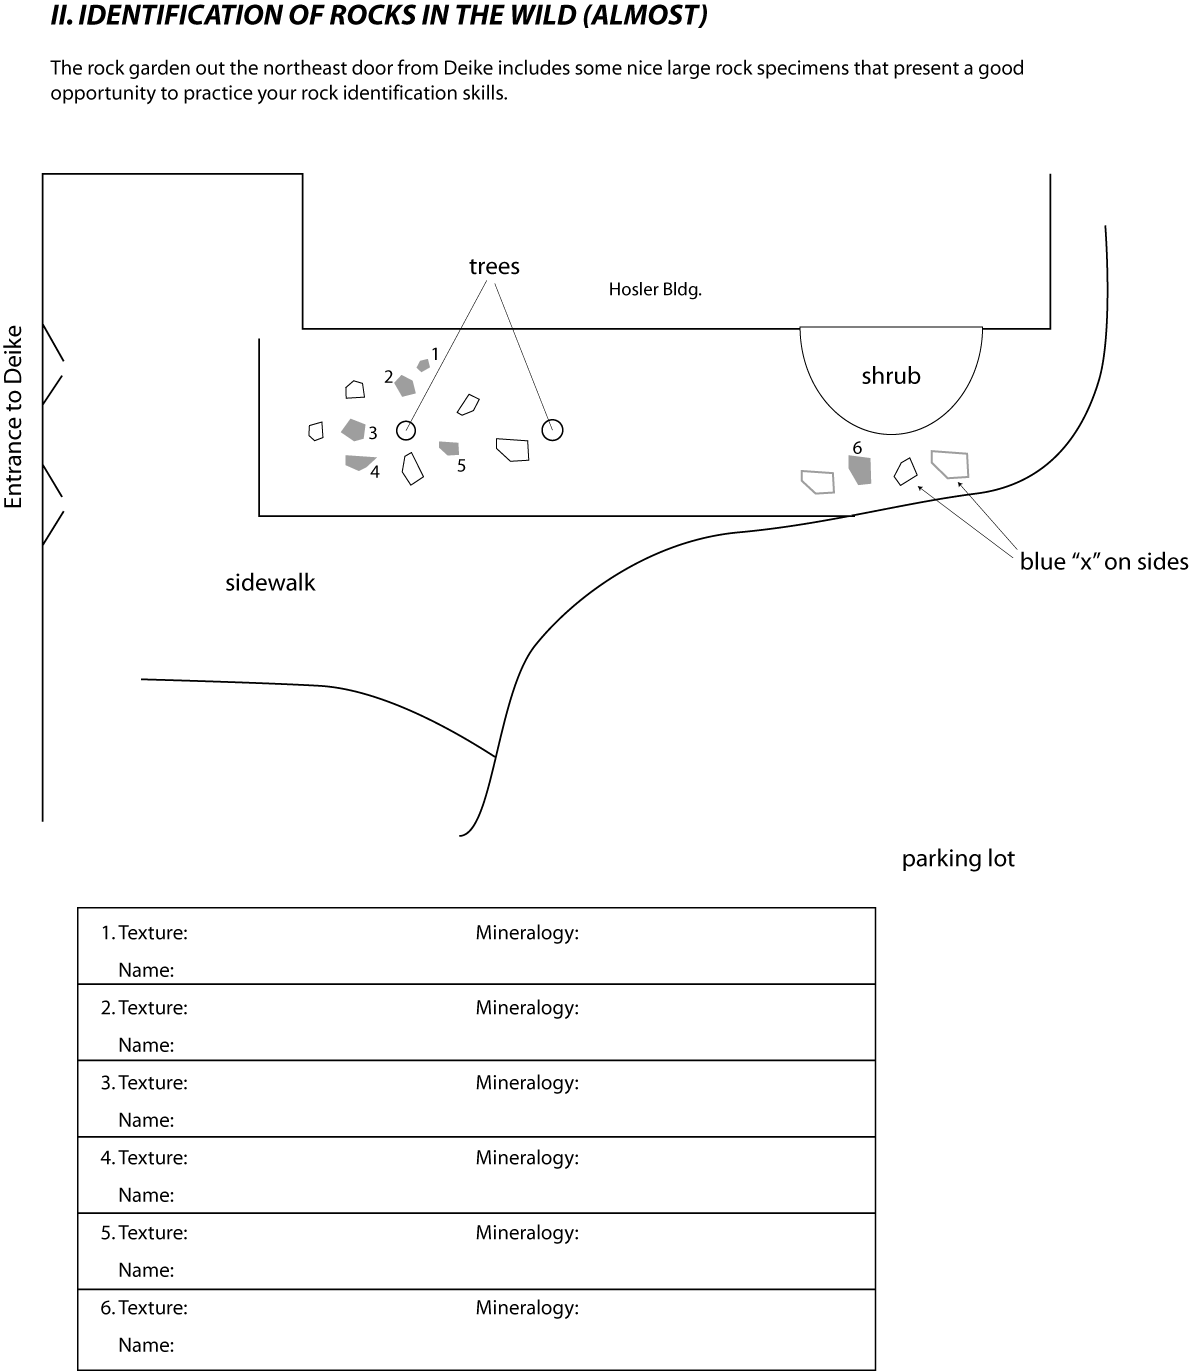 II. IDENTIFICATION OF ROCKS IN THE WILD (ALMOST)
The rock garden out the northeast door from Deike includes some nice large rock specimens that present a good
opportunity to practice your rock identification skills.
trees
Hosler Bldg.
Entrance to Deike
shrub
1
2
3
4
5
6
blue “x” on sides
sidewalk
parking lot
1. Texture: Mineralogy:
Name:
2. Texture: Mineralogy:
Name:
3. Texture: Mineralogy:
Name:
4. Texture: Mineralogy:
Name:
5. Texture: Mineralogy:
Name:
6. Texture: Mineralogy:
Name: